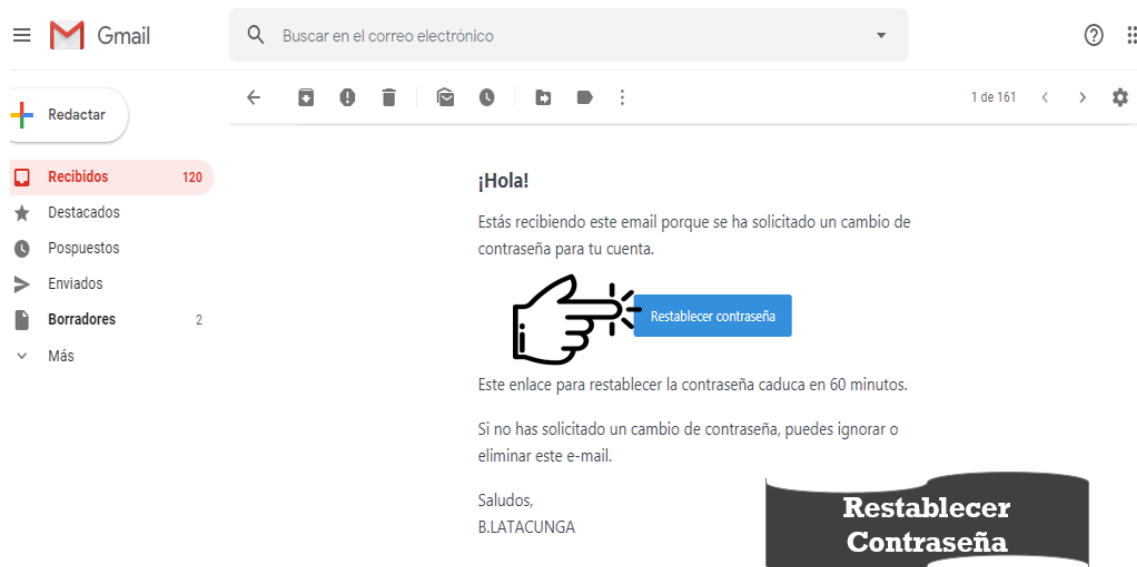 Gmail
Buscar en el correo electrónico
Redactar
1 de 161
Recibidos 120
Destacados
Pospuestos
Enviados
Borradores 2
Más
¡Hola!
Estás recibiendo este email porque se ha solicitado un cambio de
contraseña para tu cuenta.
Restablecer contraseña
Este enlace para restablecer la contraseña caduca en 60 minutos.
Si no has solicitado un cambio de contraseña, puedes ignorar o
eliminar este e-mail.
Saludos,
B.LATACUNGA
Restablecer
Contraseña